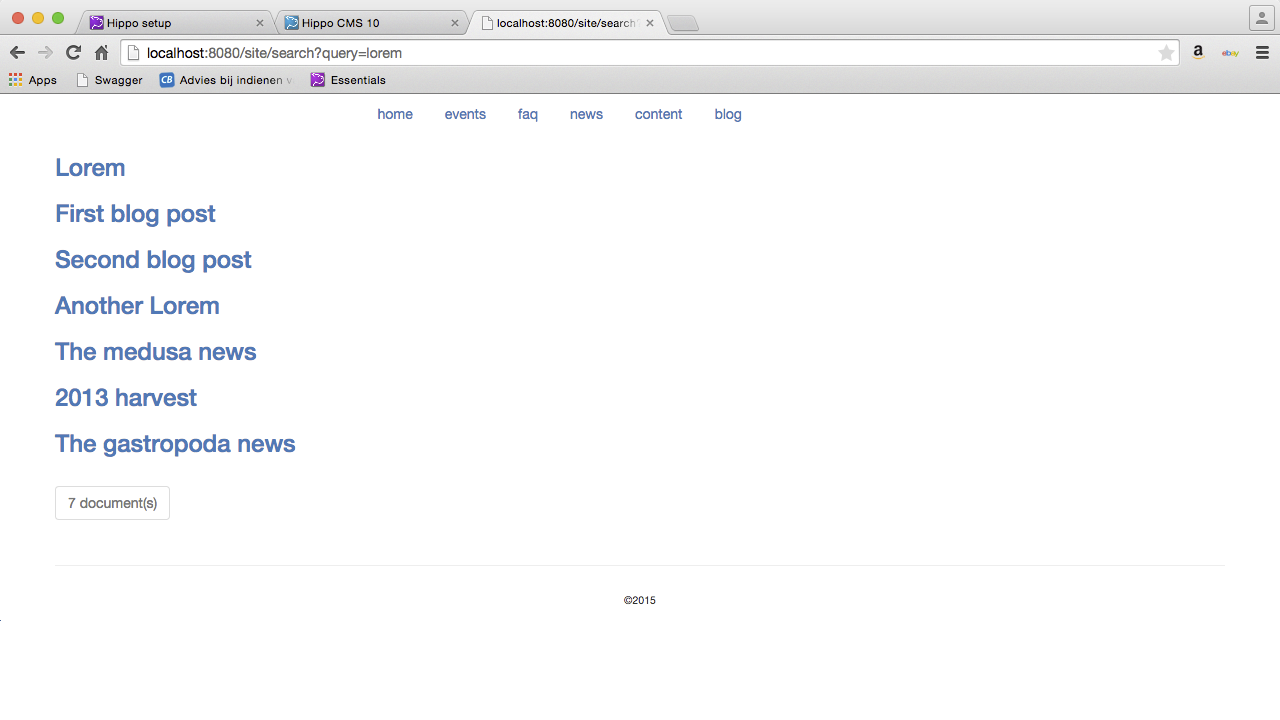 Hippo setup
Hippo CMS 10
localhost:8080/site/search
localhost:8080/site/search?query=lorem
a
ebay
Apps
Swagger
CB
Advies bij indienen v
Essentials
home events faq news content blog
Lorem
First blog post
Second blog post
Another Lorem
The medusa news
2013 harvest
The gastropoda news
7 document(s)
©2015